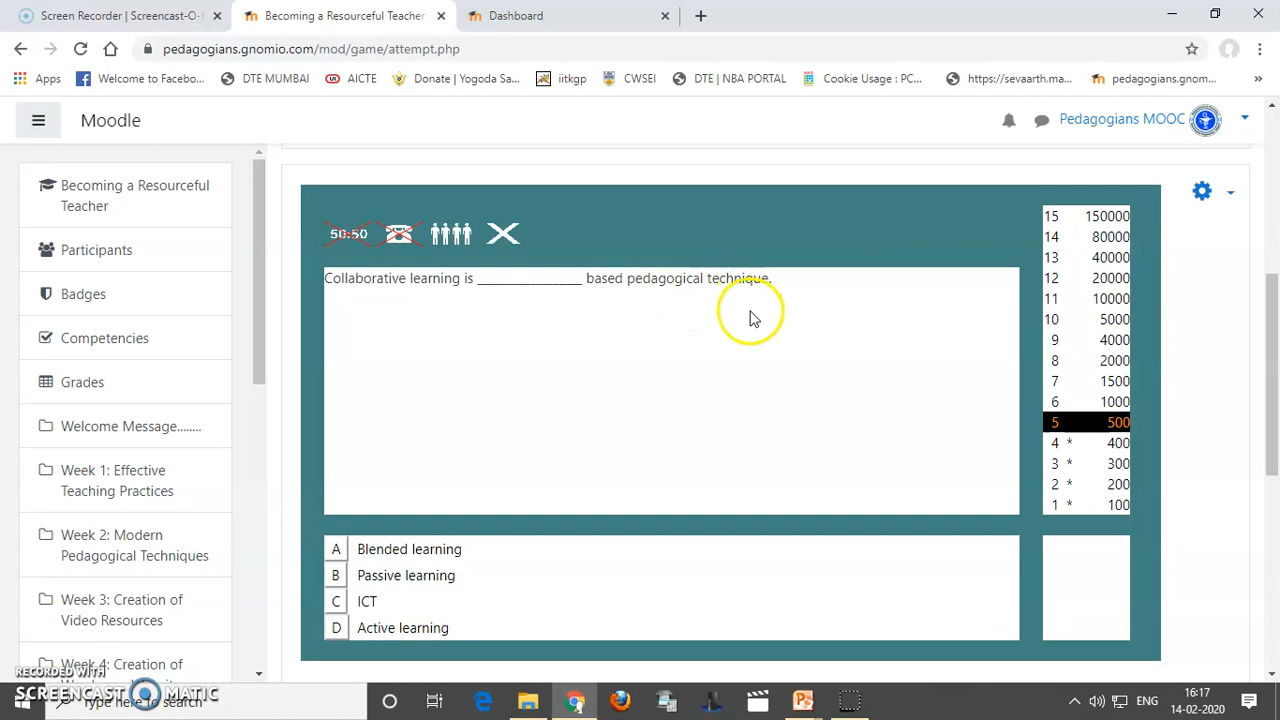 Screen Recorder | Screencast-O-
Becoming a Resourceful Teacher
Dashboard
pedagogians.gnomio.com/mod/game/attempt.php
Apps
Welcome to Facebo...
DTE MUMBAI
AICTE
Donate | Yogoda Sa...
iitkgp
CWSEI
DTE | NBA PORTAL
Cookie Usage : PC...
https://sevaarth.ma...
pedagogians.gnom...
Moodle
Pedagogians MOOC
Becoming a Resourceful
Teacher
Participants
Badges
Competencies
Grades
Welcome Message........
Week 1: Effective
Teaching Practices
Week 2: Modern
Pedagogical Techniques
Week 3: Creation of
Video Resources
Week 4: Creation of
50:50
Collaborative learning is _________________ based pedagogical technique.
15 150000
14 80000
13 40000
12 20000
11 10000
10 5000
9 4000
8 2000
7 1500
6 1000
5 500
4 * 400
3 * 300
2 * 200
1 * 100
A Blended learning
B Passive learning
C ICT
D Active learning
RECORDED WITH
SCREENCAST MATIC
Type here to search
ENG
16:17
14-02-2020